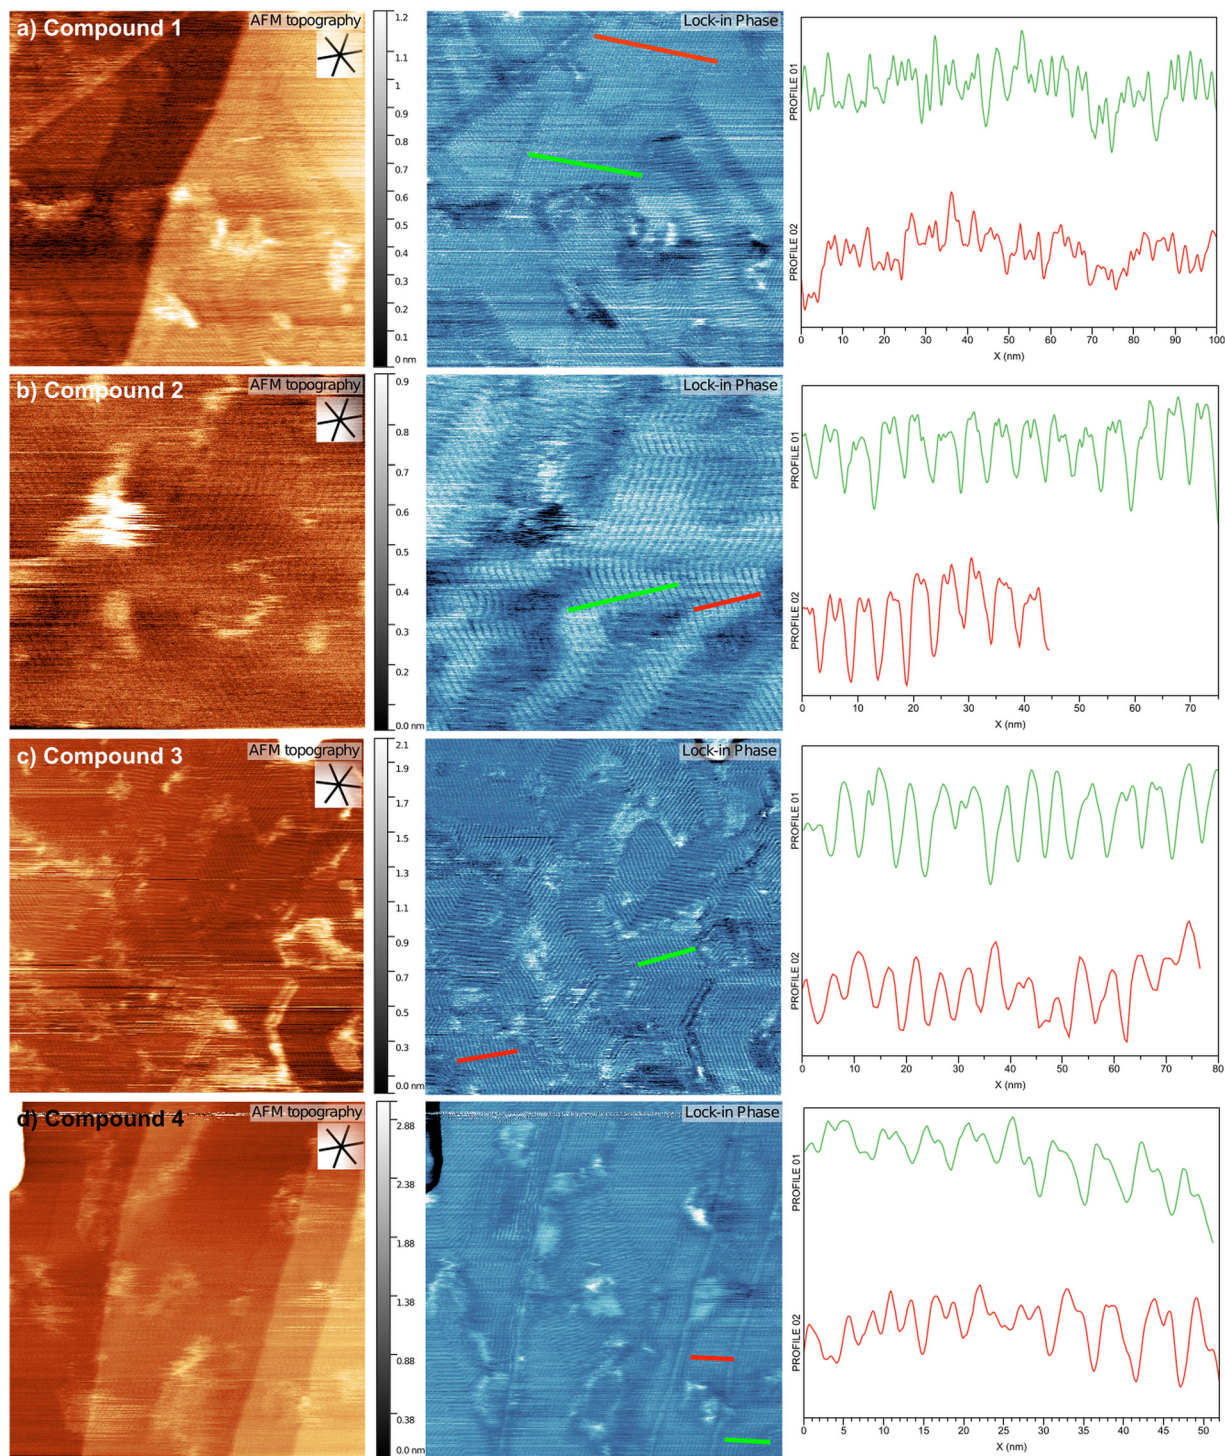 a) Compound 1
AFM topography
1.2
1.1
1
0.9
0.8
0.7
0.6
0.5
0.4
0.3
0.2
0.1
0 nm
Lock-in Phase
PROFILE 01
PROFILE 02
0 10 20 30 40 50 60 70 80 90 100
X (nm)
b) Compound 2
AFM topography
0.9
0.8
0.7
0.6
0.5
0.4
0.3
0.2
0.0 nm
Lock-in Phase
PROFILE 01
PROFILE 02
0 10 20 30 40 50 60 70
X (nm)
c) Compound 3
AFM topography
2.1
1.9
1.7
1.5
1.3
1.1
0.9
0.7
0.5
0.3
0.0 nm
Lock-in Phase
PROFILE 01
PROFILE 02
0 10 20 30 40 50 60 70 80
X (nm)
d) Compound 4
AFM topography
2.88
2.38
1.88
1.38
0.88
0.38
0.0 nm
Lock-in Phase
PROFILE 01
PROFILE 02
0 5 10 15 20 25 30 35 40 45 50
X (nm)